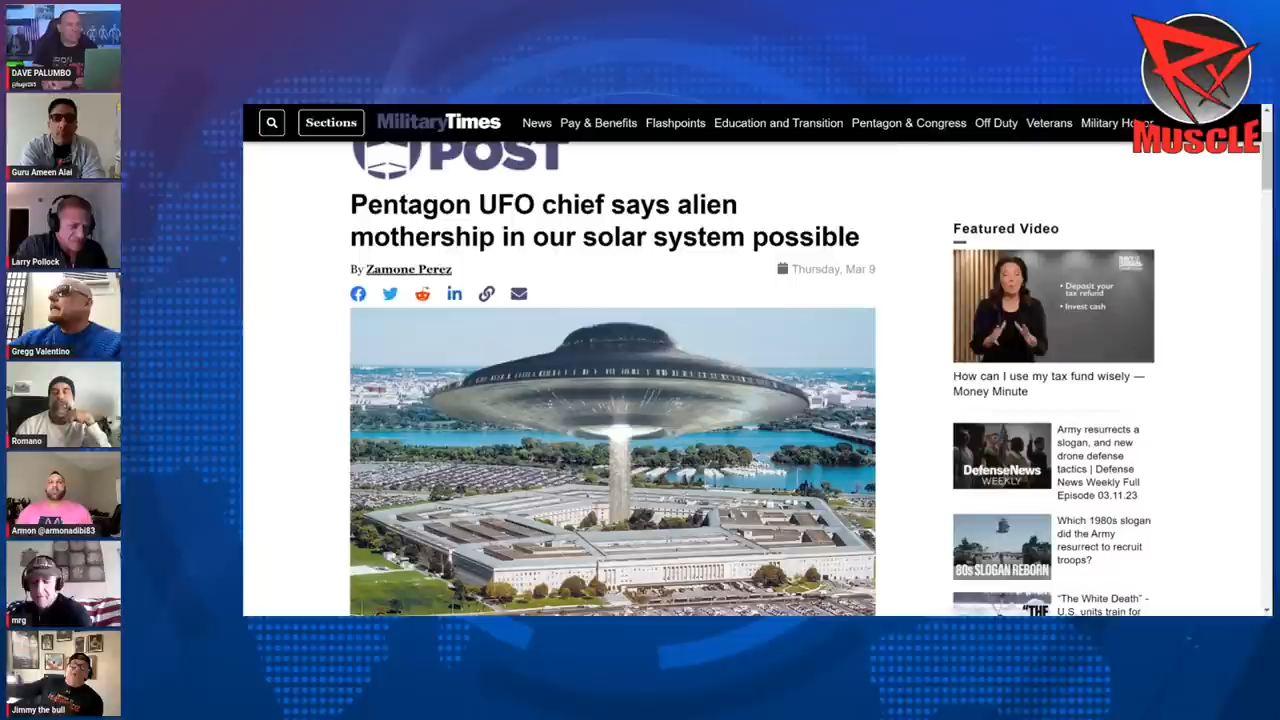 DAVE PALUMBO
Guru Ameen Alai
Larry Pollock
Gregg Valentino
Romano
Armon @armonadibi83
mrg
Jimmy the bull
Sections
MilitaryTimes
News
Pay & Benefits
Flashpoints
Education and Transition
Pentagon & Congress
Off Duty
Veterans
Military
POST
Pentagon UFO chief says alien
mothership in our solar system possible
By Zamone Perez
Thursday, Mar 9
Featured Video
• Deposit your
tax refund
• Invest cash
How can I use my tax fund wisely —
Money Minute
DefenseNews
WEEKLY
Army resurrects a
slogan, and new
drone defense
tactics | Defense
News Weekly Full
Episode 03.11.23
80s SLOGAN REBORN
Which 1980s slogan
did the Army
resurrect to recruit
troops?
"THE
“The White Death” -
U.S. units train for
Rx
MUSCLE